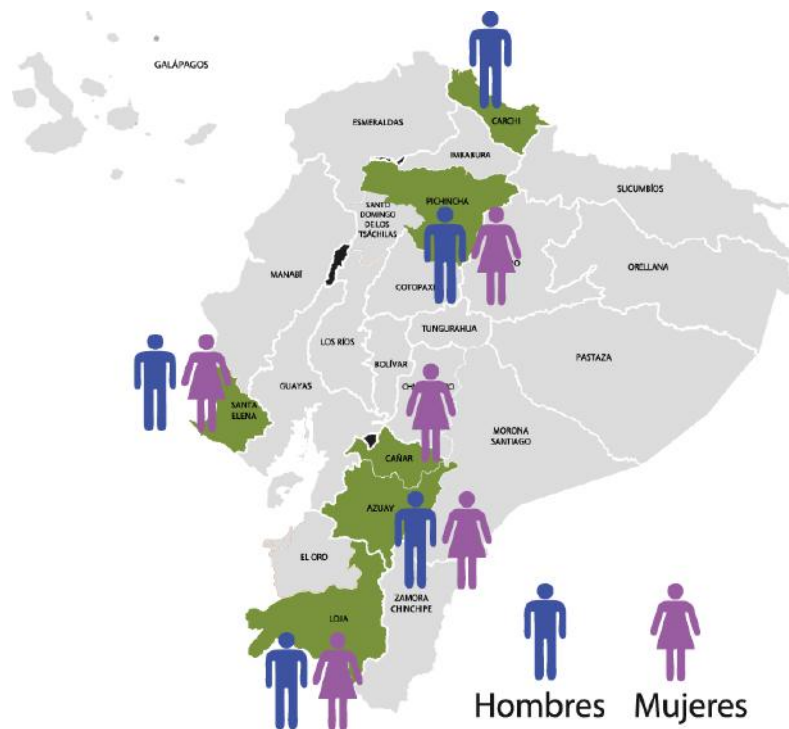 GALÁPAGOS
ESMERALDAS
CARCHI
IMBABURA
SUCUMBÍOS
PICHINCHA
SANTO
DOMINGO
DE LOS
TSÁCHILAS
ORELLANA
MANABÍ
COTOPAXI
TUNGURAHUA
LOS RÍOS
BOLÍVAR
PASTAZA
GUAYAS
SANTA
ELENA
MORONA
SANTIAGO
CAÑAR
AZUAY
EL ORO
ZAMORA
CHINCHIPE
LOJA
Hombres Mujeres